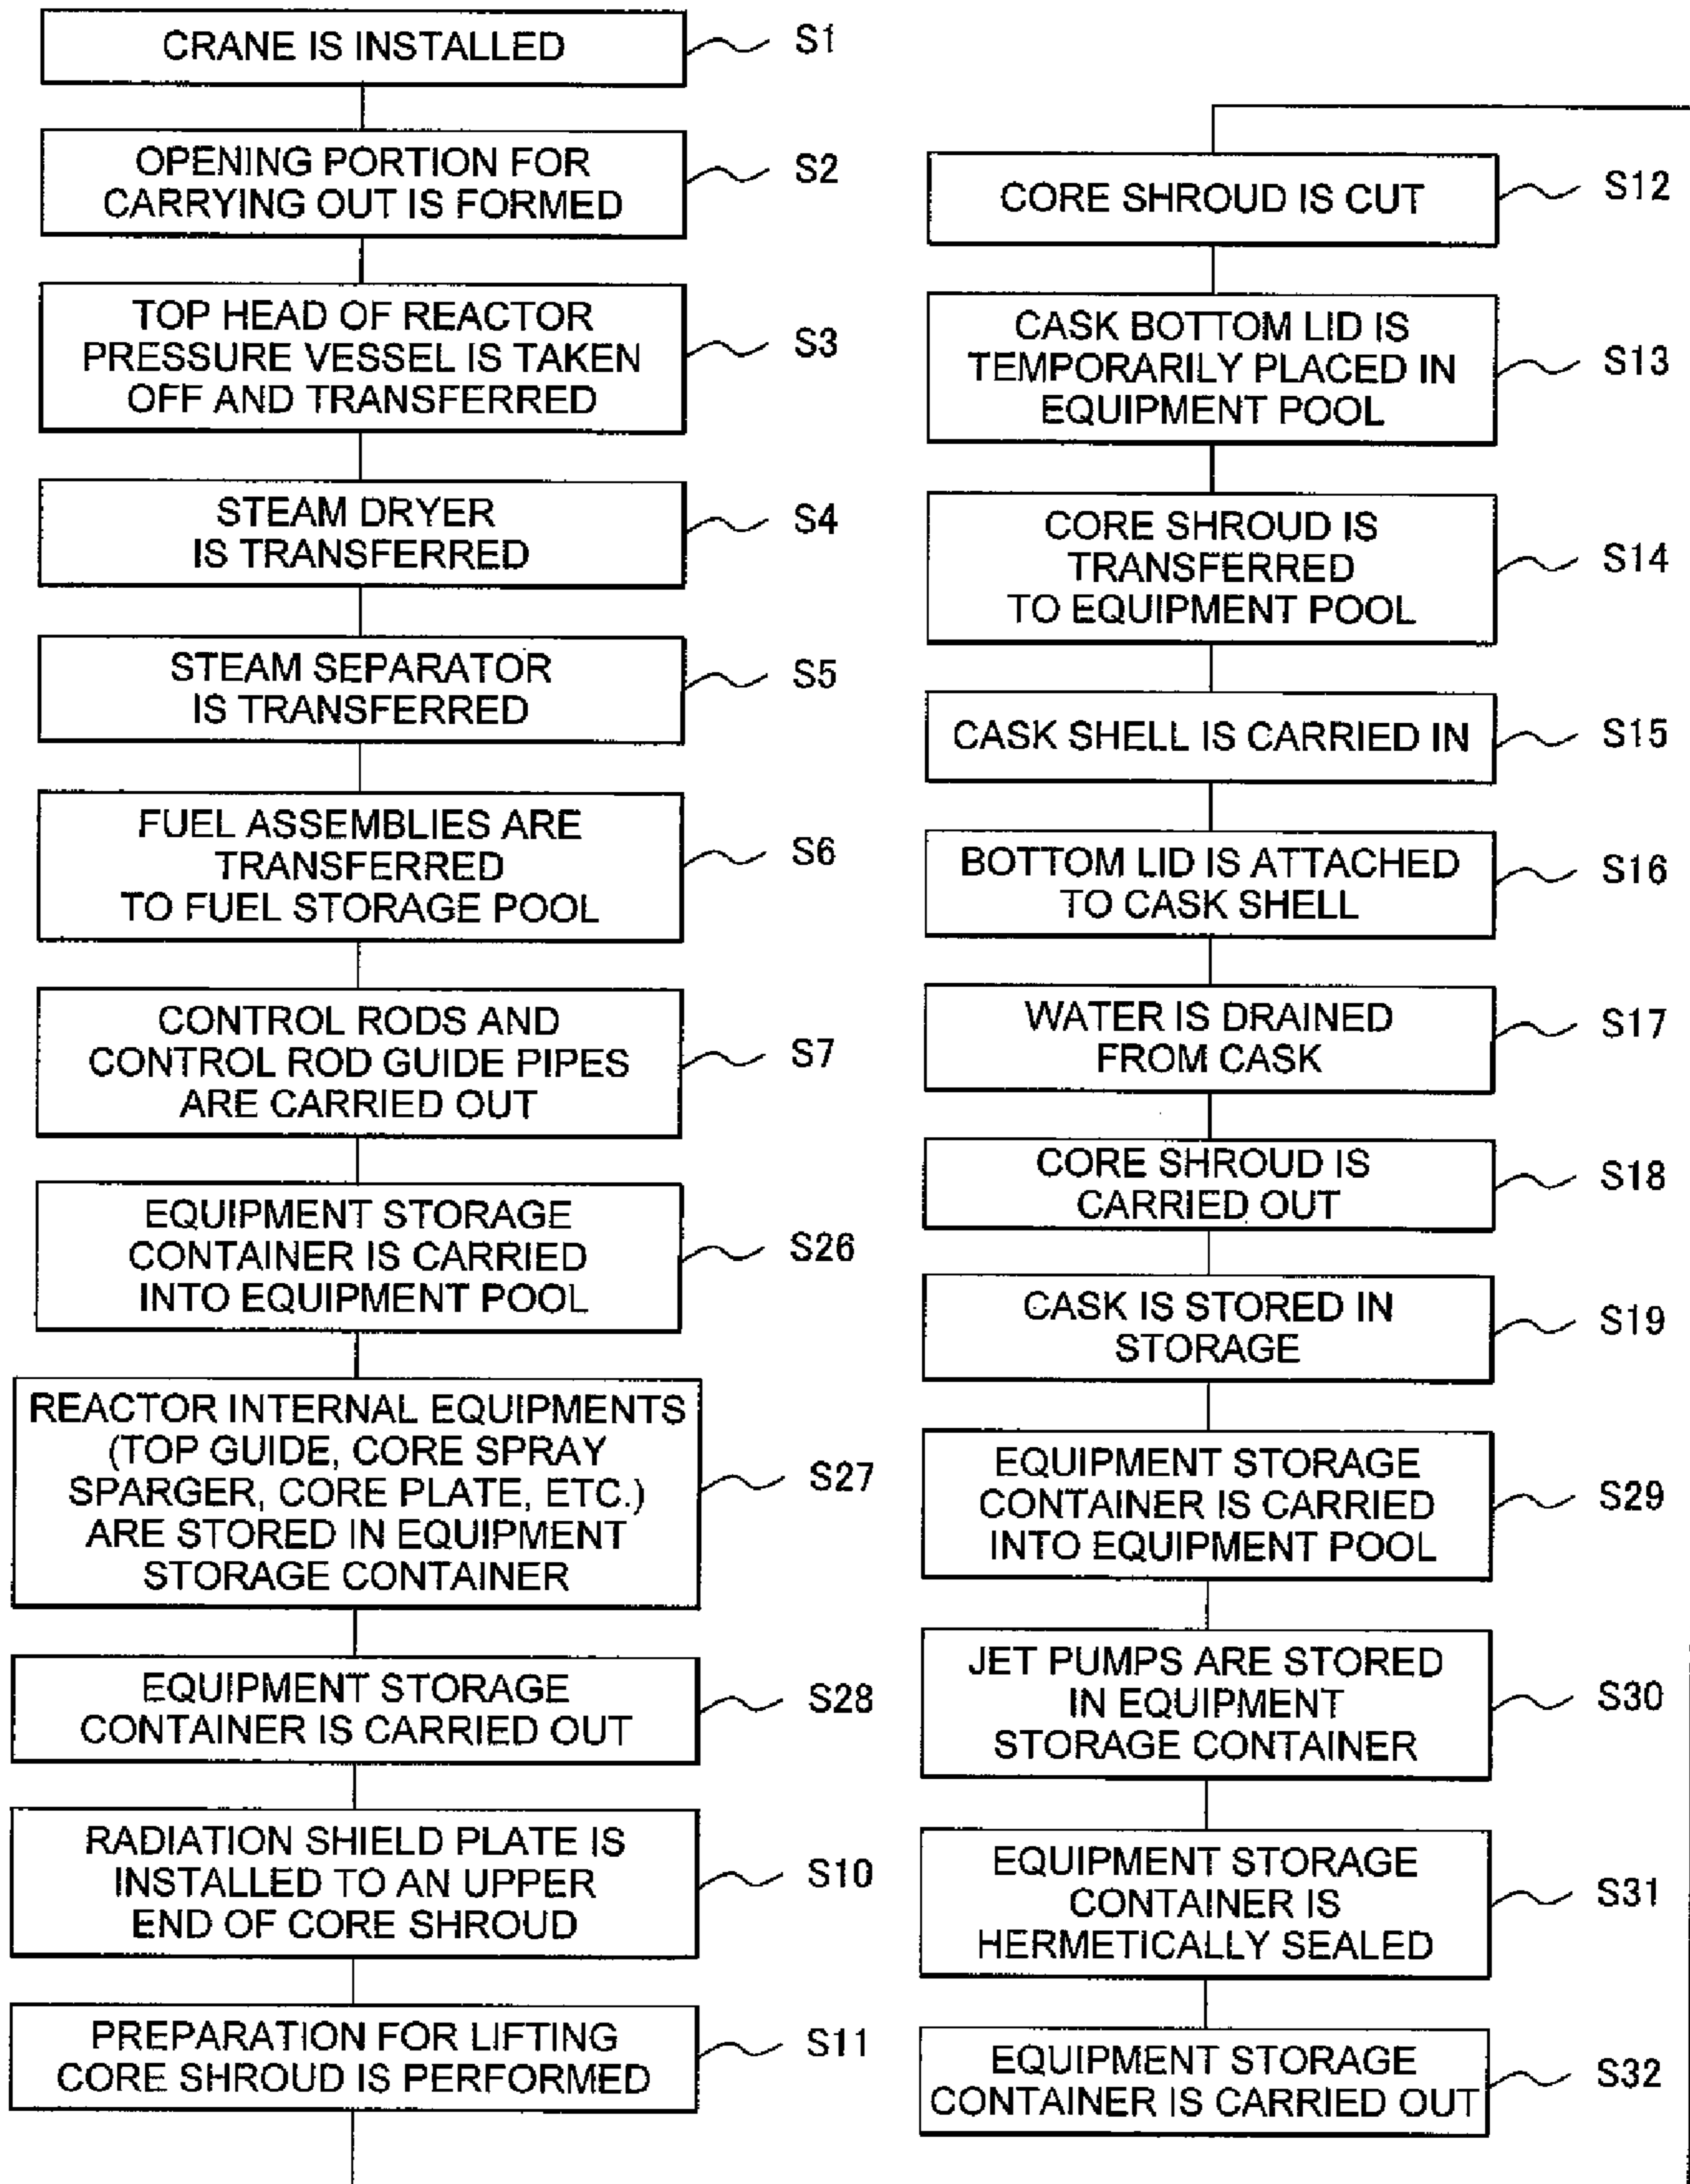 CRANE IS INSTALLED
S1
OPENING PORTION FOR
CARRYING OUT IS FORMED
S2
TOP HEAD OF REACTOR
PRESSURE VESSEL IS TAKEN
OFF AND TRANSFERRED
S3
STEAM DRYER
IS TRANSFERRED
S4
STEAM SEPARATOR
IS TRANSFERRED
S5
FUEL ASSEMBLIES ARE
TRANSFERRED
TO FUEL STORAGE POOL
S6
CONTROL RODS AND
CONTROL ROD GUIDE PIPES
ARE CARRIED OUT
S7
EQUIPMENT STORAGE
CONTAINER IS CARRIED
INTO EQUIPMENT POOL
S26
REACTOR INTERNAL EQUIPMENTS
(TOP GUIDE, CORE SPRAY
SPARGER, CORE PLATE, ETC.)
ARE STORED IN EQUIPMENT
STORAGE CONTAINER
S27
EQUIPMENT STORAGE
CONTAINER IS CARRIED OUT
S28
RADIATION SHIELD PLATE IS
INSTALLED TO AN UPPER
END OF CORE SHROUD
S10
PREPARATION FOR LIFTING
CORE SHROUD IS PERFORMED
S11
CORE SHROUD IS CUT
S12
CASK BOTTOM LID IS
TEMPORARILY PLACED IN
EQUIPMENT POOL
S13
CORE SHROUD IS
TRANSFERRED
TO EQUIPMENT POOL
S14
CASK SHELL IS CARRIED IN
S15
BOTTOM LID IS ATTACHED
TO CASK SHELL
S16
WATER IS DRAINED
FROM CASK
S17
CORE SHROUD IS
CARRIED OUT
S18
CASK IS STORED IN
STORAGE
S19
EQUIPMENT STORAGE
CONTAINER IS CARRIED
INTO EQUIPMENT POOL
S29
JET PUMPS ARE STORED
IN EQUIPMENT
STORAGE CONTAINER
S30
EQUIPMENT STORAGE
CONTAINER IS
HERMETICALLY SEALED
S31
EQUIPMENT STORAGE
CONTAINER IS CARRIED OUT
S32